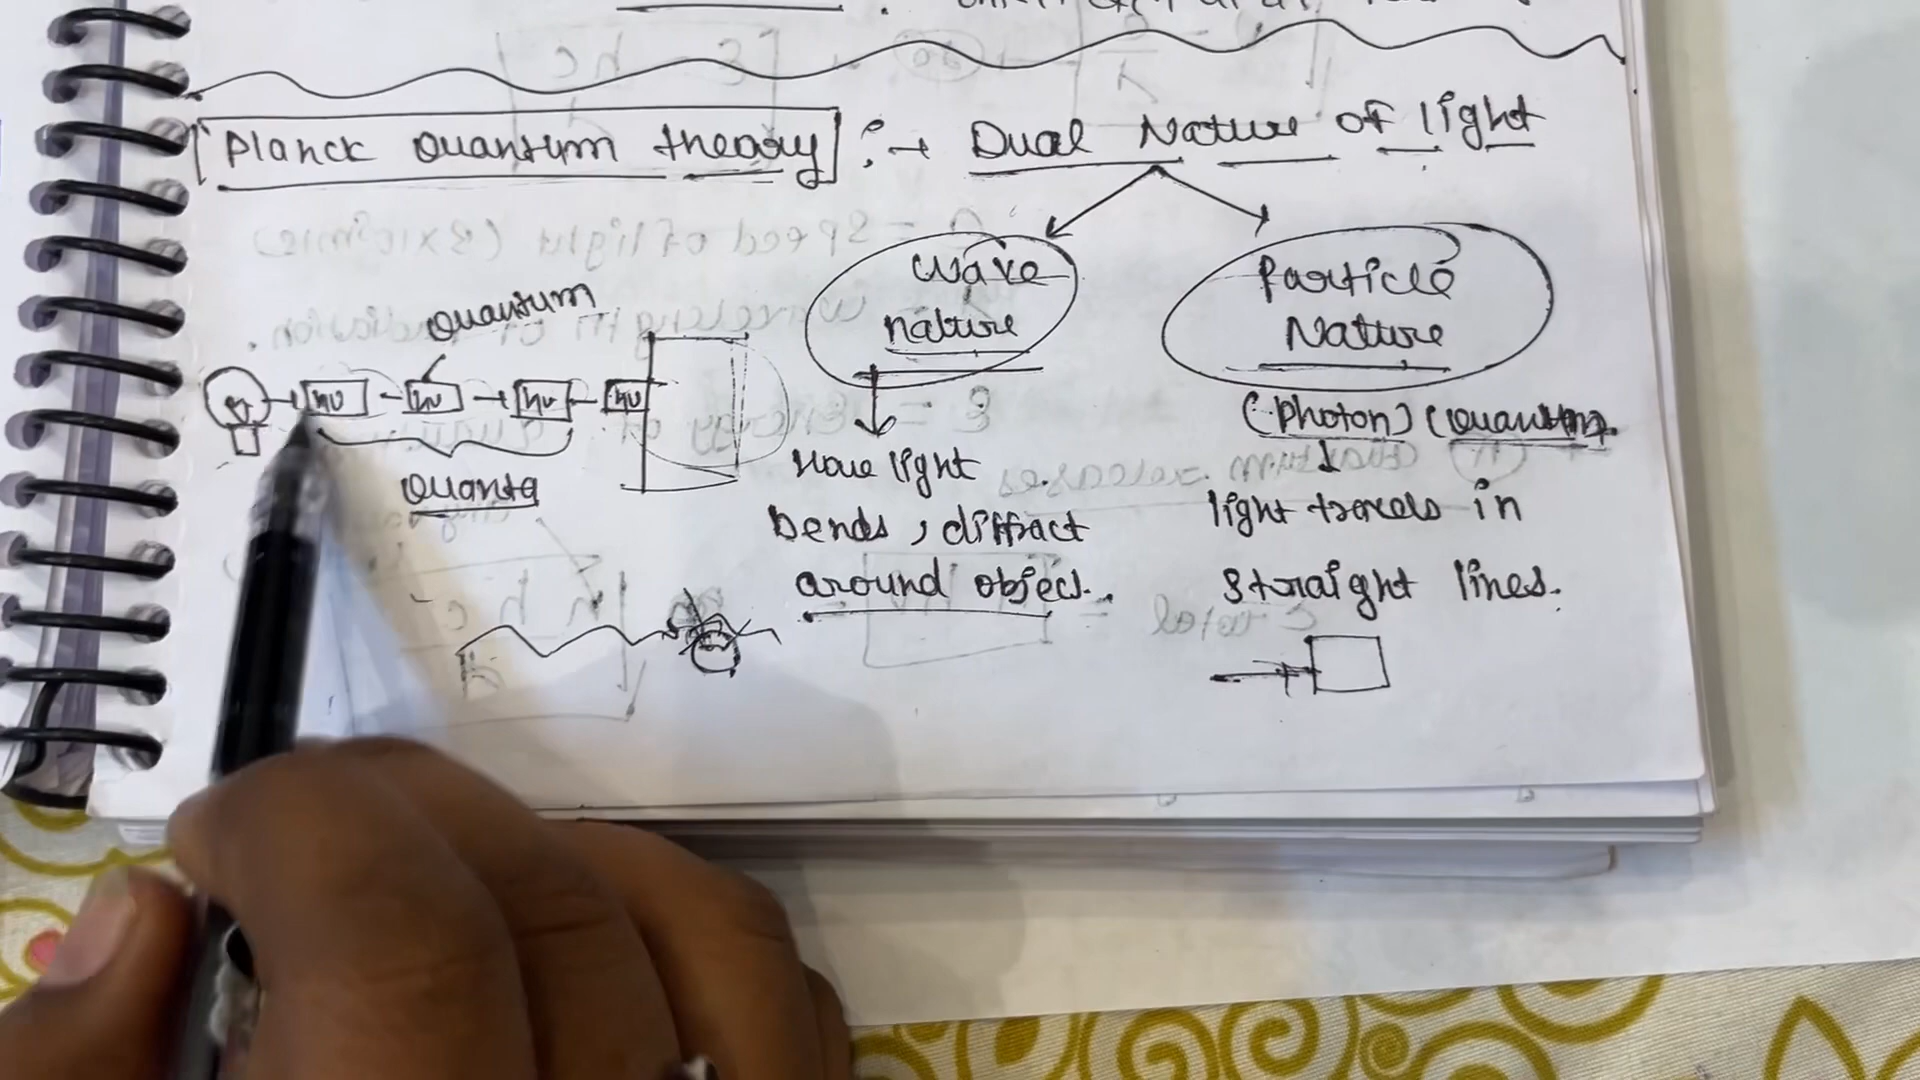 Planck Quantum theory :→ Dual Nature of light
Wave
nature
Particle
Nature
Quantum
hν hν hν hν
Quanta
(Photon) (Quantum)
light
bends, diffract
around object.
light travels in
straight lines.